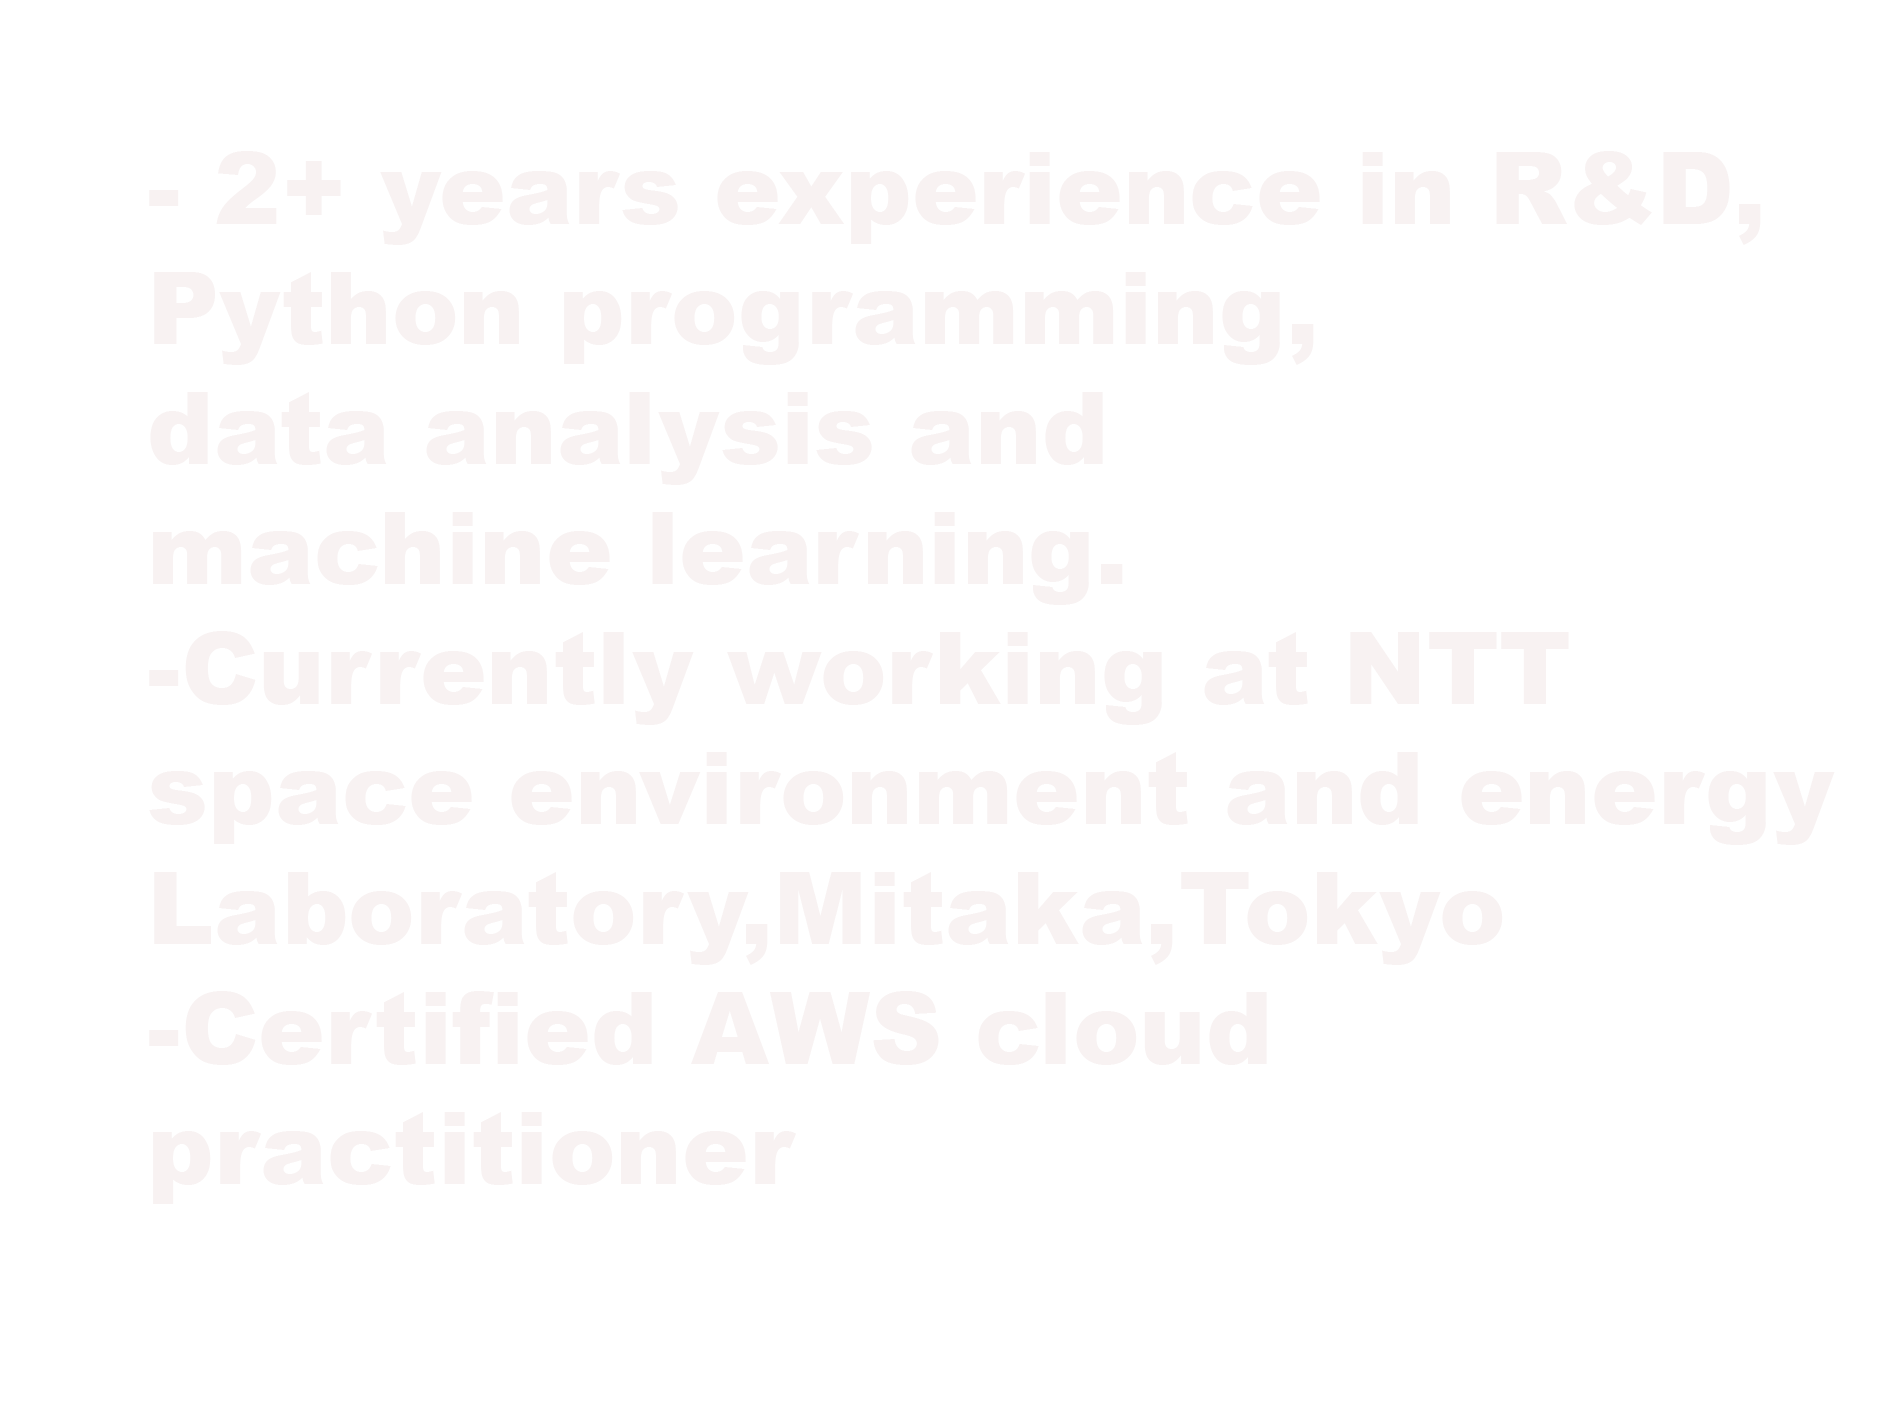 - 2+ years experience in R&D,
Python programming,
data analysis and
machine learning.
-Currently working at NTT
space environment and energy
Laboratory,Mitaka,Tokyo
-Certified AWS cloud
practitioner